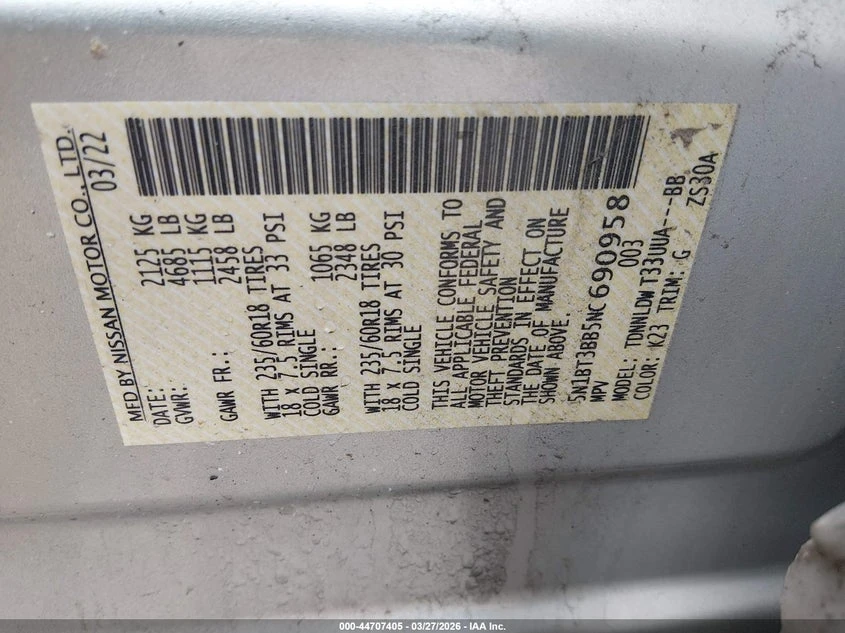 MFD BY NISSAN MOTOR CO., LTD.
DATE: 03/22
GVWR: 2125 KG
4685 LB
GAWR FR.: 1115 KG
2458 LB
WITH 235/60R18 TIRES
18 X 7.5 RIMS AT 33 PSI
COLD SINGLE
GAWR RR.: 1065 KG
2348 LB
WITH 235/60R18 TIRES
18 X 7.5 RIMS AT 30 PSI
COLD SINGLE
THIS VEHICLE CONFORMS TO
ALL APPLICABLE FEDERAL
MOTOR VEHICLE SAFETY AND
THEFT PREVENTION
STANDARDS IN EFFECT ON
THE DATE OF MANUFACTURE
SHOWN ABOVE.
5N1BT3BB5NC690958
MPV 003
MODEL: TDNNLDWT33UUA----BB
COLOR: K23 TRIM: G ZS30A
000-44707405 - 03/27/2026 - IAA Inc.